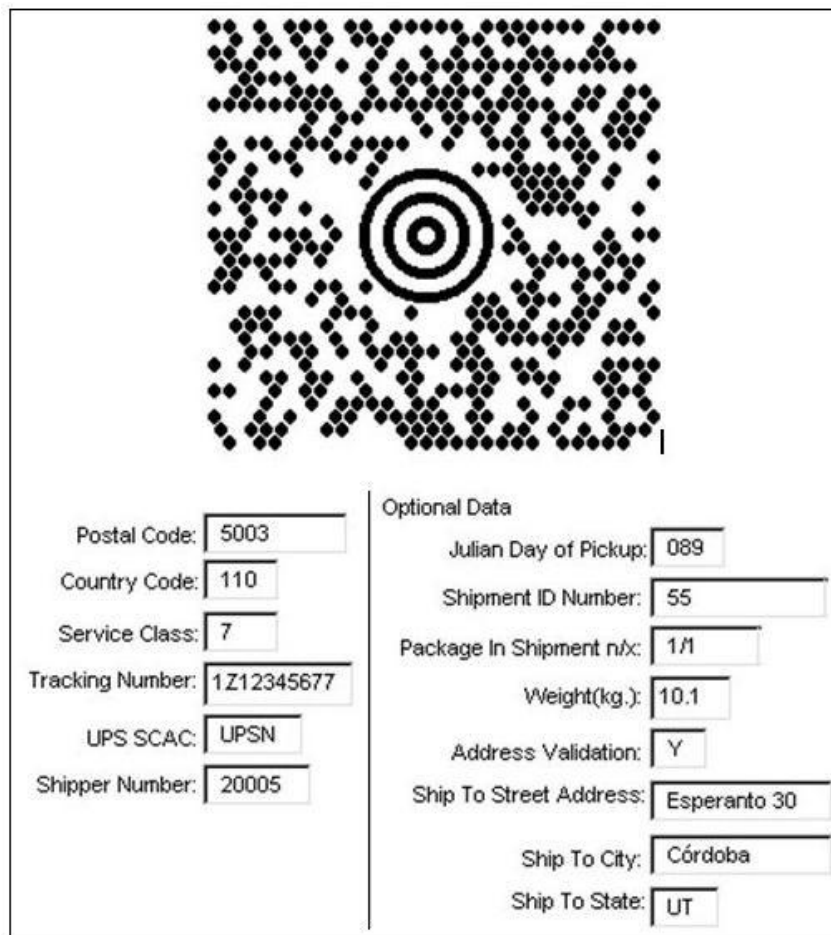 Postal Code: 5003
Country Code: 110
Service Class: 7
Tracking Number: 1Z12345677
UPS SCAC: UPSN
Shipper Number: 20005
Optional Data
Julian Day of Pickup: 089
Shipment ID Number: 55
Package In Shipment n/x: 1/1
Weight(kg.): 10.1
Address Validation: Y
Ship To Street Address: Esperanto 30
Ship To City: Córdoba
Ship To State: UT